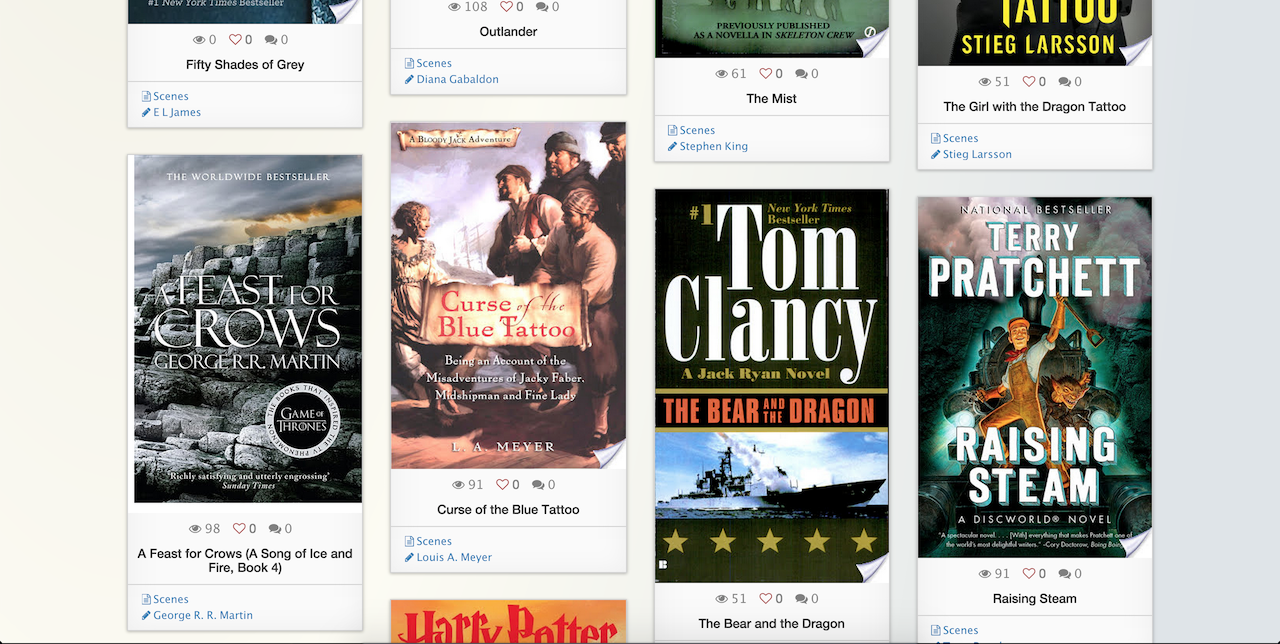 #1 New York Times Bestseller
0 0 0
Fifty Shades of Grey
Scenes
E L James
THE WORLDWIDE BESTSELLER
A FEAST FOR
CROWS
GEORGE R.R. MARTIN
THE BOOKS THAT INSPIRED THE TV PHENOMENON
GAME OF
THRONES
'Richly satisfying and utterly engrossing'
Sunday Times
98 0 0
A Feast for Crows (A Song of Ice and
Fire, Book 4)
Scenes
George R. R. Martin
108 0 0
Outlander
Scenes
Diana Gabaldon
A BLOODY JACK Adventure
Curse of the
Blue Tattoo
Being an Account of the
Misadventures of Jacky Faber,
Midshipman and Fine Lady
L. A. MEYER
91 0 0
Curse of the Blue Tattoo
Scenes
Louis A. Meyer
Harry Potter
PREVIOUSLY PUBLISHED
AS A NOVELLA IN SKELETON CREW
61 0 0
The Mist
Scenes
Stephen King
#1 New York Times
Bestseller
Tom
Clancy
A Jack Ryan Novel
THE BEAR AND THE DRAGON
B
51 0 0
The Bear and the Dragon
TATTOO
STIEG LARSSON
51 0 0
The Girl with the Dragon Tattoo
Scenes
Stieg Larsson
NATIONAL BESTSELLER
TERRY
PRATCHETT
RAISING
STEAM
A DISCWORLD® NOVEL
"A spectacular novel. . . . [With] everything that makes Pratchett one of
the world's most delightful writers." –Cory Doctorow, Boing Boing
91 0 0
Raising Steam
Scenes